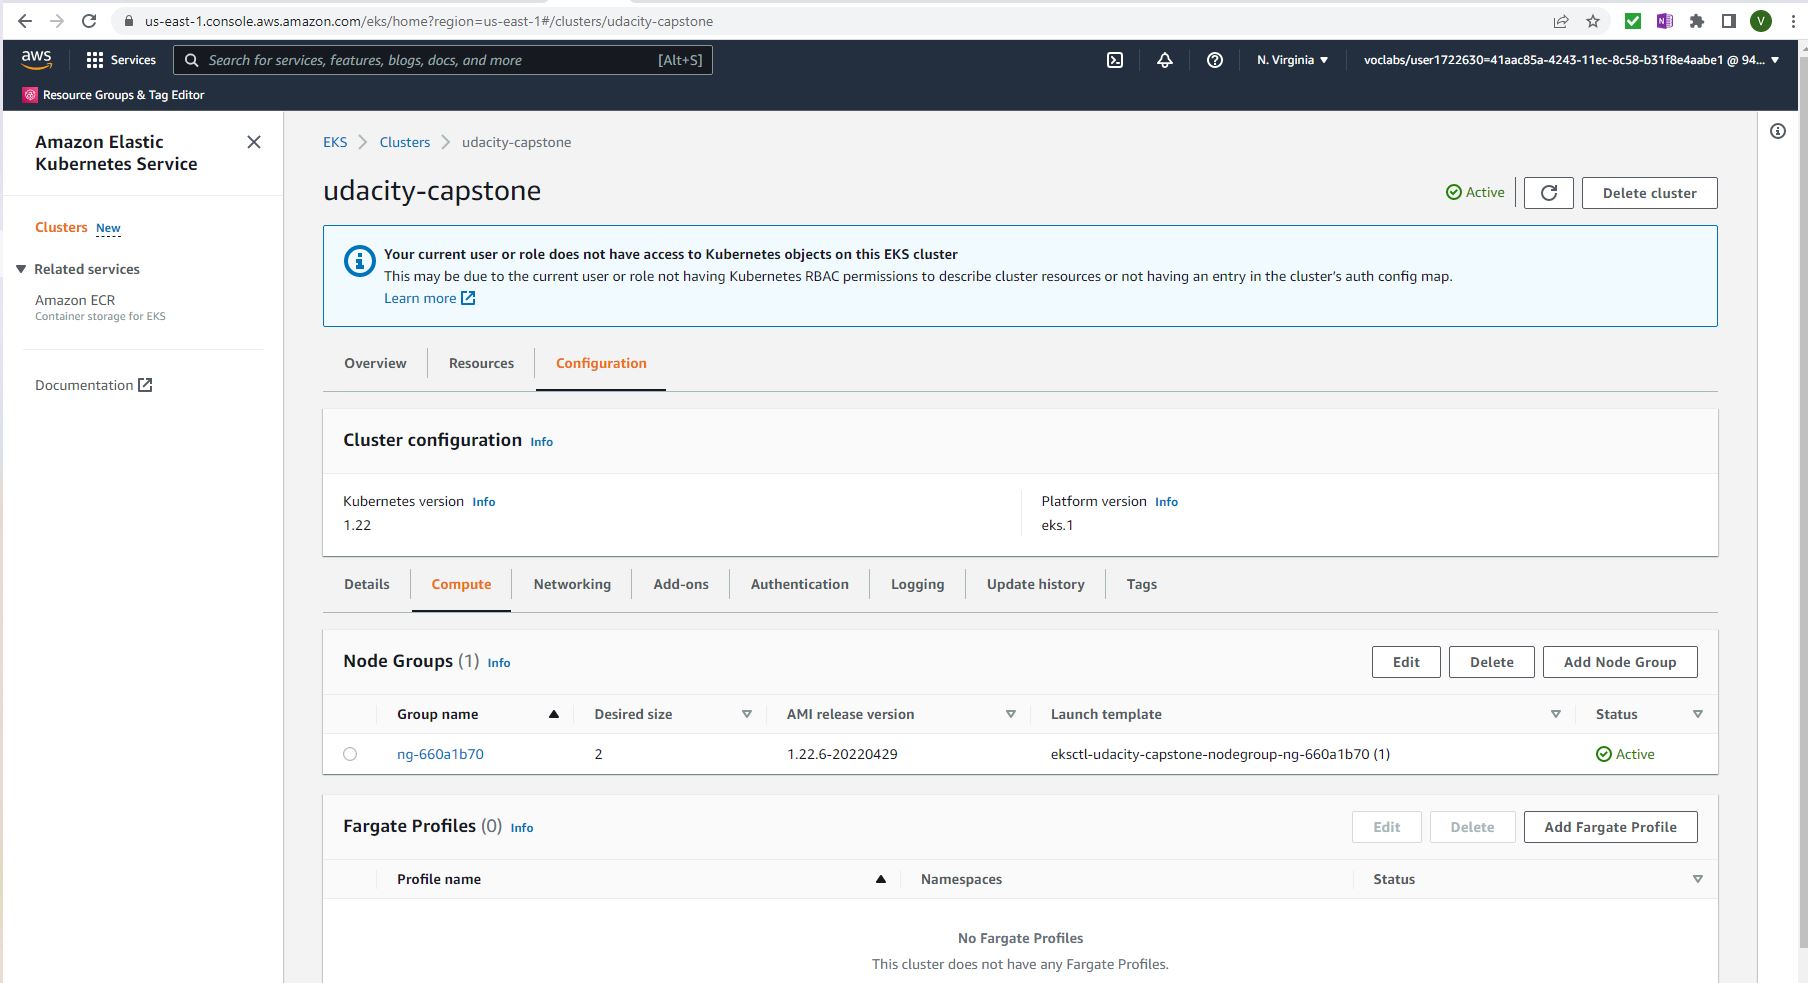 us-east-1.console.aws.amazon.com/eks/home?region=us-east-1#/clusters/udacity-capstone
V
aws
Services
Search for services, features, blogs, docs, and more
[Alt+S]
N. Virginia
voclabs/user1722630=41aac85a-4243-11ec-8c58-b31f8e4aabe1 @ 94...
Resource Groups & Tag Editor
Amazon Elastic
Kubernetes Service
Clusters New
Related services
Amazon ECR
Container storage for EKS
Documentation
EKS
Clusters
udacity-capstone
udacity-capstone
Active
Delete cluster
Your current user or role does not have access to Kubernetes objects on this EKS cluster
This may be due to the current user or role not having Kubernetes RBAC permissions to describe cluster resources or not having an entry in the cluster's auth config map.
Learn more
Overview
Resources
Configuration
Cluster configuration Info
Kubernetes version Info
1.22
Platform version Info
eks.1
Details
Compute
Networking
Add-ons
Authentication
Logging
Update history
Tags
Node Groups (1) Info
Edit
Delete
Add Node Group
Group name
Desired size
AMI release version
Launch template
Status
ng-660a1b70
2
1.22.6-20220429
eksctl-udacity-capstone-nodegroup-ng-660a1b70 (1)
Active
Fargate Profiles (0) Info
Edit
Delete
Add Fargate Profile
Profile name
Namespaces
Status
No Fargate Profiles
This cluster does not have any Fargate Profiles.